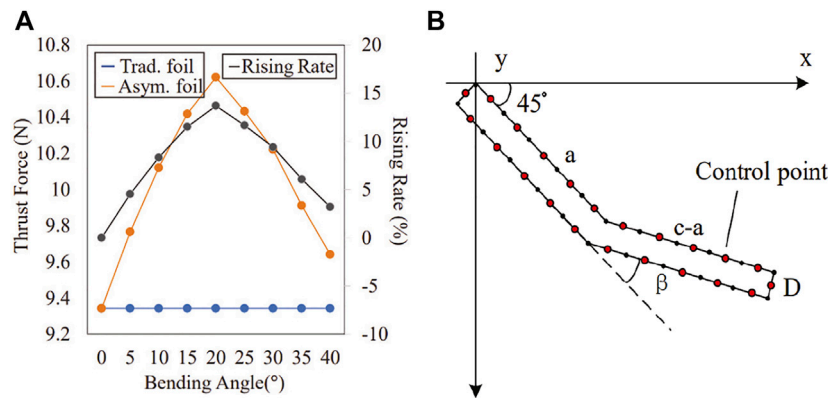 A
10.8
10.6
10.4
10.2
10
9.8
9.6
9.4
9.2
Thrust Force (N)
Trad. foil
Asym. foil
Rising Rate
20
15
10
5
0
-5
-10
Rising Rate (%)
0 5 10 15 20 25 30 35 40
Bending Angle(°)
B
y
x
45°
a
Control point
c-a
β
D